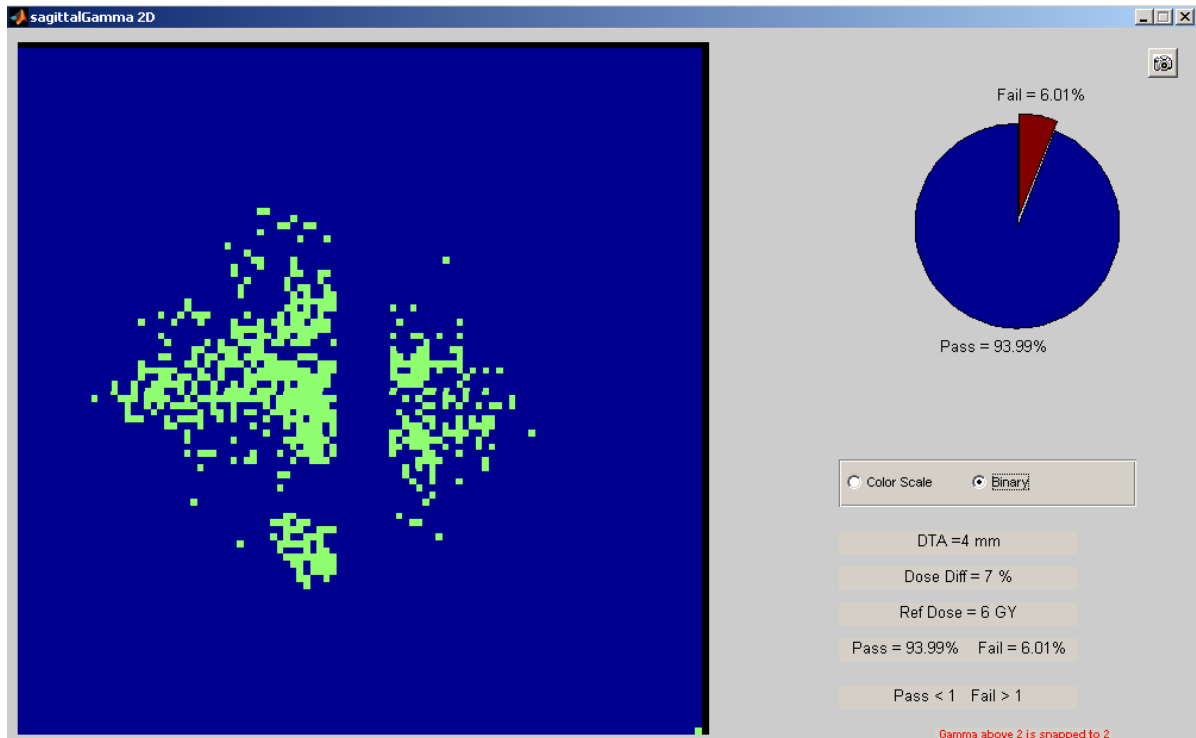 sagittalGamma 2D
Fail = 6.01%
Pass = 93.99%
Color Scale Binary
DTA =4 mm
Dose Diff = 7 %
Ref Dose = 6 GY
Pass = 93.99% Fail = 6.01%
Pass < 1 Fail > 1
Gamma above 2 is snapped to 2